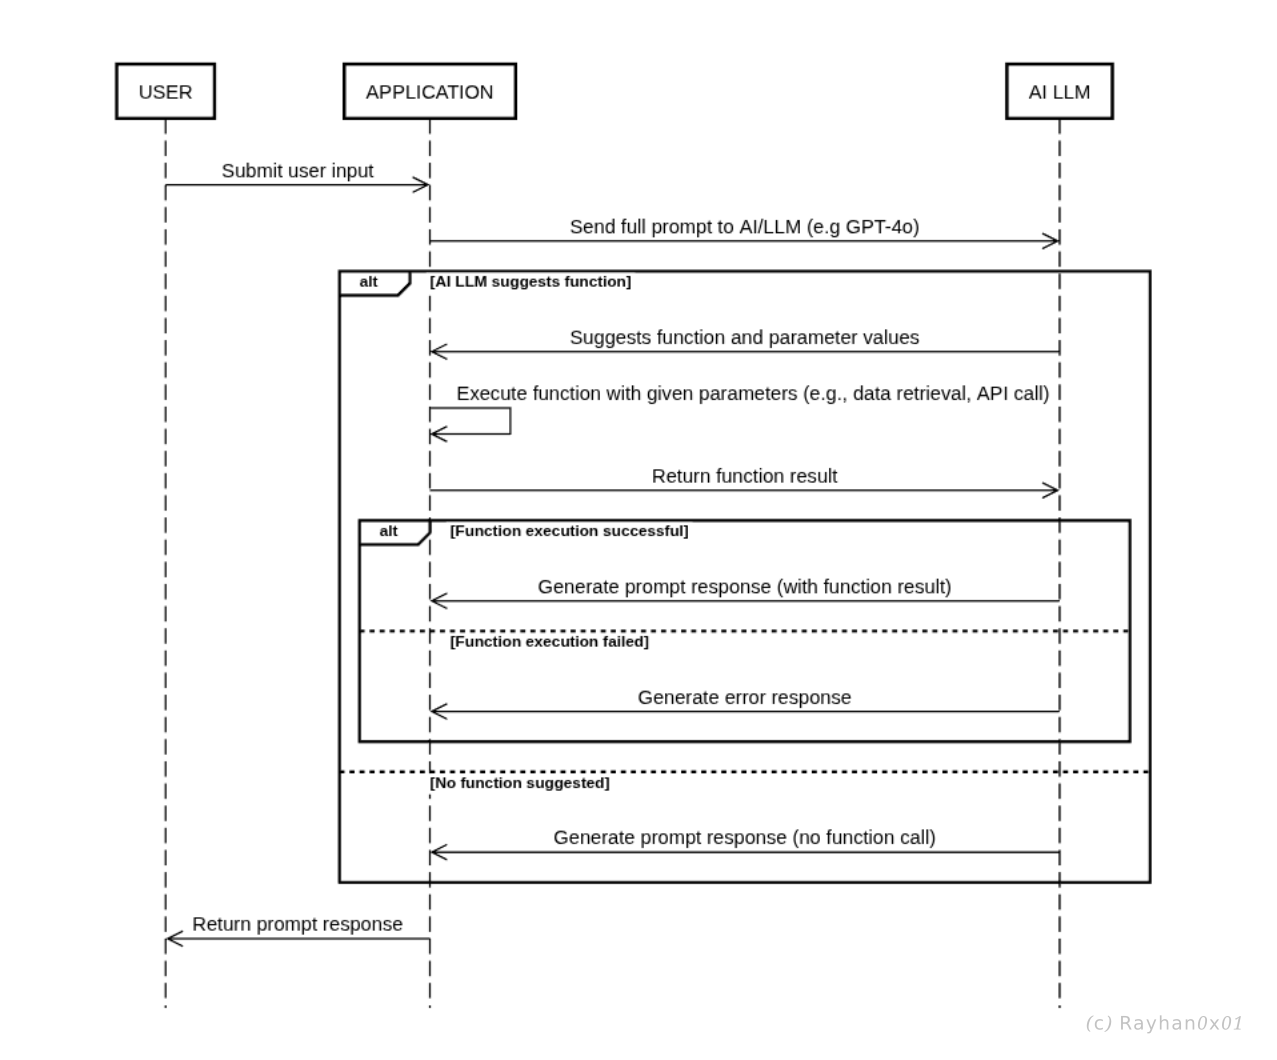 USER
APPLICATION
AI LLM
Submit user input
Send full prompt to AI/LLM (e.g GPT-4o)
alt
[AI LLM suggests function]
Suggests function and parameter values
Execute function with given parameters (e.g., data retrieval, API call)
Return function result
alt
[Function execution successful]
Generate prompt response (with function result)
[Function execution failed]
Generate error response
[No function suggested]
Generate prompt response (no function call)
Return prompt response
(c) Rayhan0x01